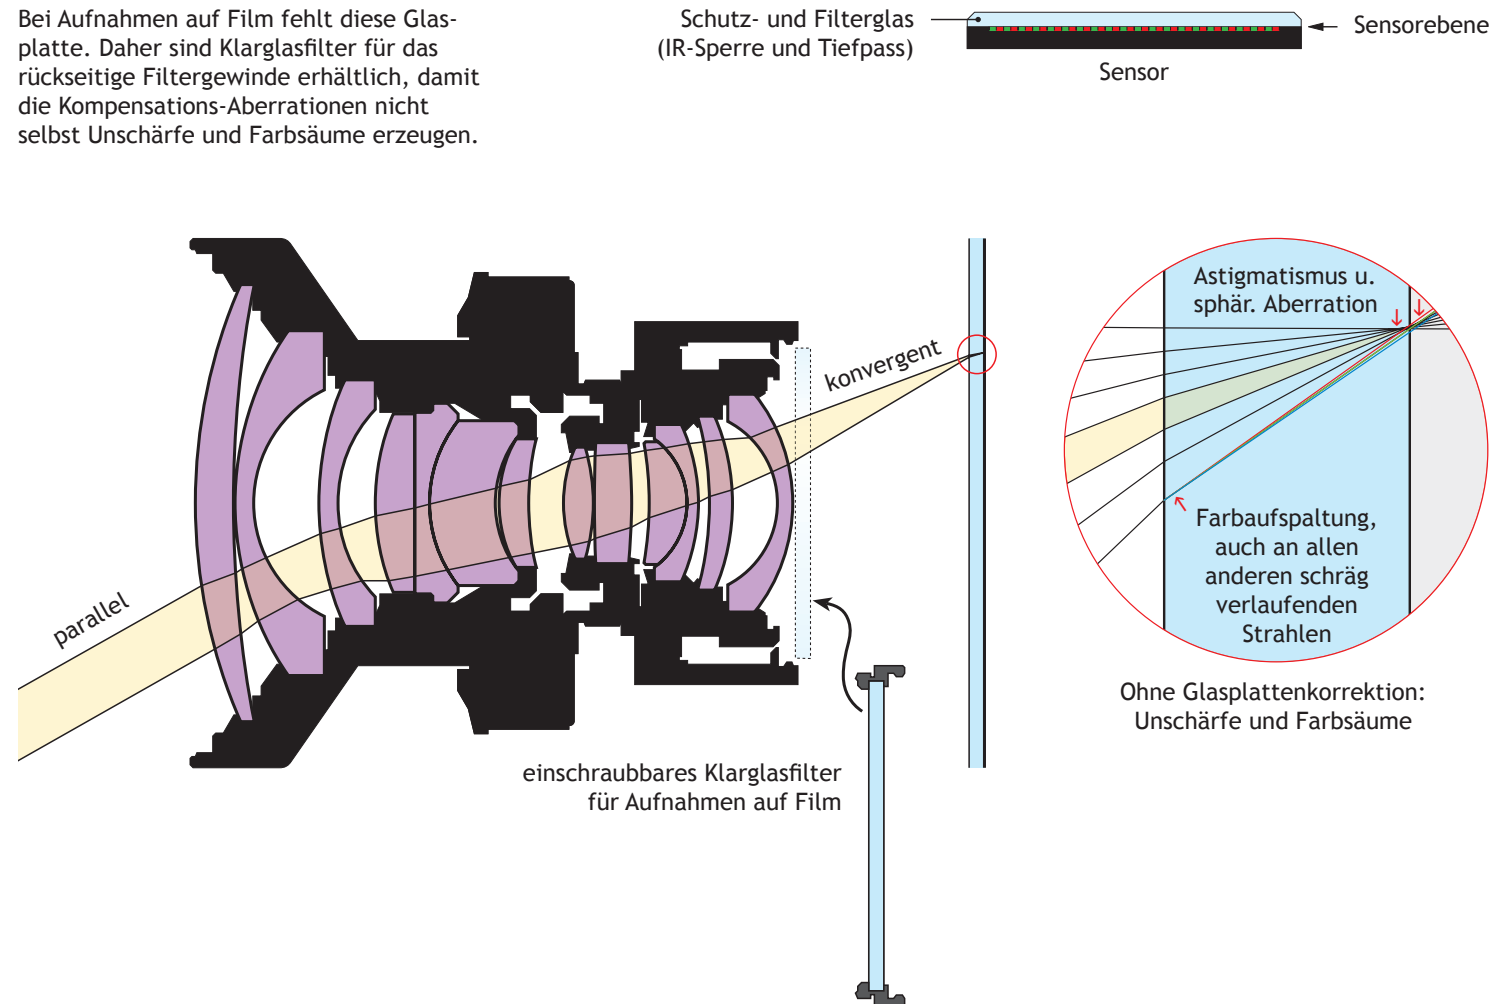 Bei Aufnahmen auf Film fehlt diese Glas-
platte. Daher sind Klarglasfilter für das
rückseitige Filtergewinde erhältlich, damit
die Kompensations-Aberrationen nicht
selbst Unschärfe und Farbsäume erzeugen.
Schutz- und Filterglas
(IR-Sperre und Tiefpass)
Sensorebene
Sensor
parallel
konvergent
Astigmatismus u.
sphär. Aberration
Farbaufspaltung,
auch an allen
anderen schräg
verlaufenden
Strahlen
Ohne Glasplattenkorrektion:
Unschärfe und Farbsäume
einschraubbares Klarglasfilter
für Aufnahmen auf Film